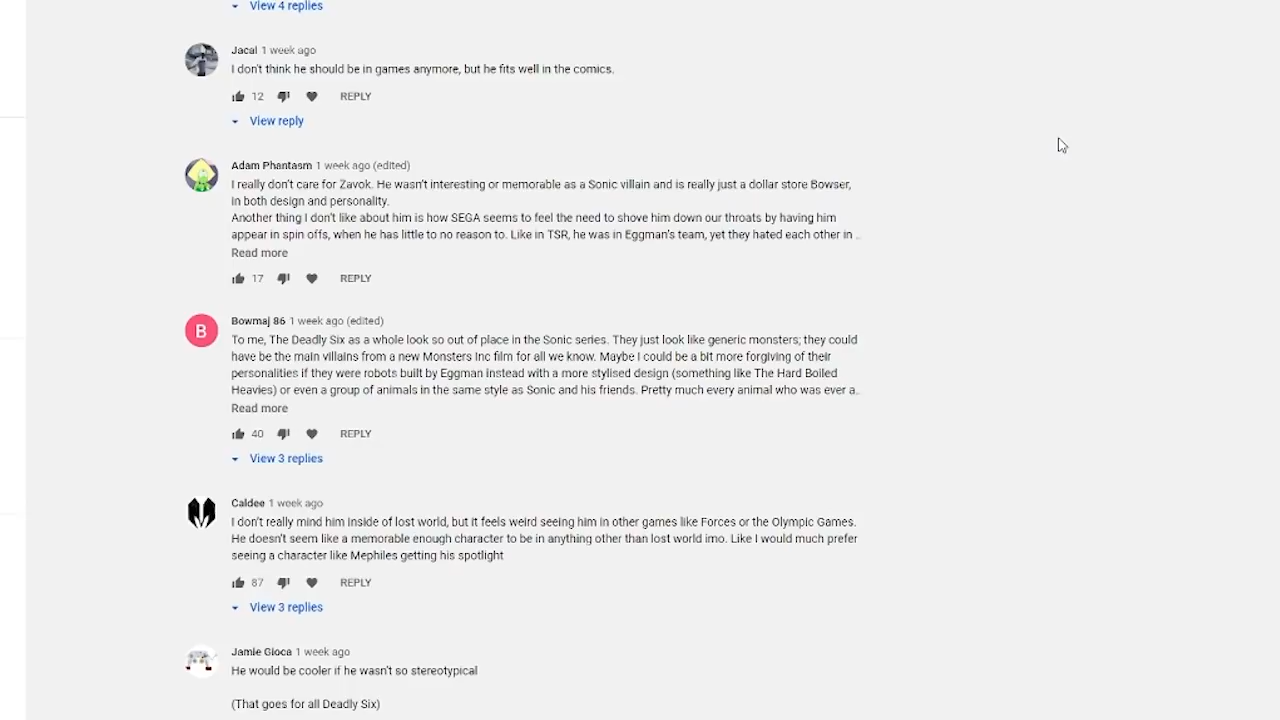 View 4 replies
Jacal 1 week ago
I don't think he should be in games anymore, but he fits well in the comics.
12 REPLY
View reply
Adam Phantasm 1 week ago (edited)
I really don't care for Zavok. He wasn't interesting or memorable as a Sonic villain and is really just a dollar store Bowser,
in both design and personality.
Another thing I don't like about him is how SEGA seems to feel the need to shove him down our throats by having him
appear in spin offs, when he has little to no reason to. Like in TSR, he was in Eggman's team, yet they hated each other in ..
Read more
17 REPLY
B
Bowmaj 86 1 week ago (edited)
To me, The Deadly Six as a whole look so out of place in the Sonic series. They just look like generic monsters; they could
have be the main villains from a new Monsters Inc film for all we know. Maybe I could be a bit more forgiving of their
personalities if they were robots built by Eggman instead with a more stylised design (something like The Hard Boiled
Heavies) or even a group of animals in the same style as Sonic and his friends. Pretty much every animal who was ever a..
Read more
40 REPLY
View 3 replies
Caldee 1 week ago
I don't really mind him inside of lost world, but it feels weird seeing him in other games like Forces or the Olympic Games.
He doesn't seem like a memorable enough character to be in anything other than lost world imo. Like I would much prefer
seeing a character like Mephiles getting his spotlight
87 REPLY
View 3 replies
Jamie Gioca 1 week ago
He would be cooler if he wasn't so stereotypical
(That goes for all Deadly Six)